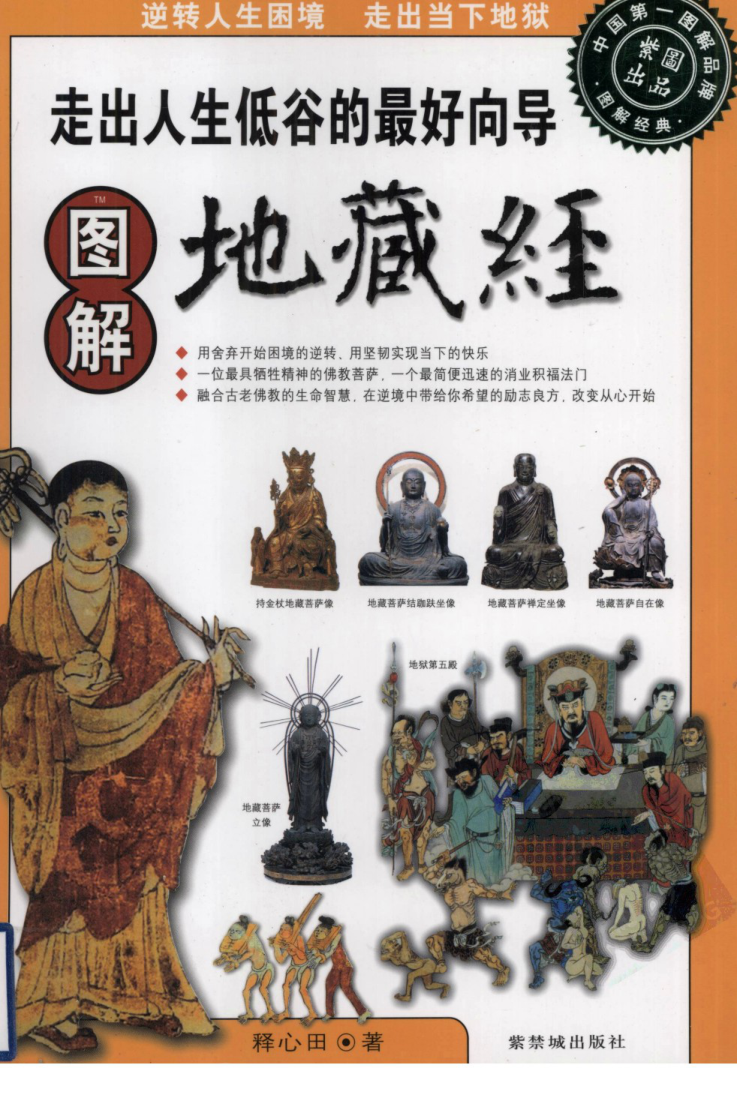 逆转人生困境 走出当下地狱
中国第一图解品牌
紫图
出品
·图解经典·
走出人生低谷的最好向导
TM
图解
地藏經
◆ 用舍弃开始困境的逆转，用坚韧实现当下的快乐
◆ 一位最具牺牲精神的佛教菩萨，一个最简便迅速的消业积福法门
◆ 融合古老佛教的生命智慧，在逆境中带给你希望的励志良方，改变从心开始
持金杖地藏菩萨像
地藏菩萨结跏趺坐像
地藏菩萨禅定坐像
地藏菩萨自在像
地狱第五殿
地藏菩萨
立像
释心田⊙著
紫禁城出版社